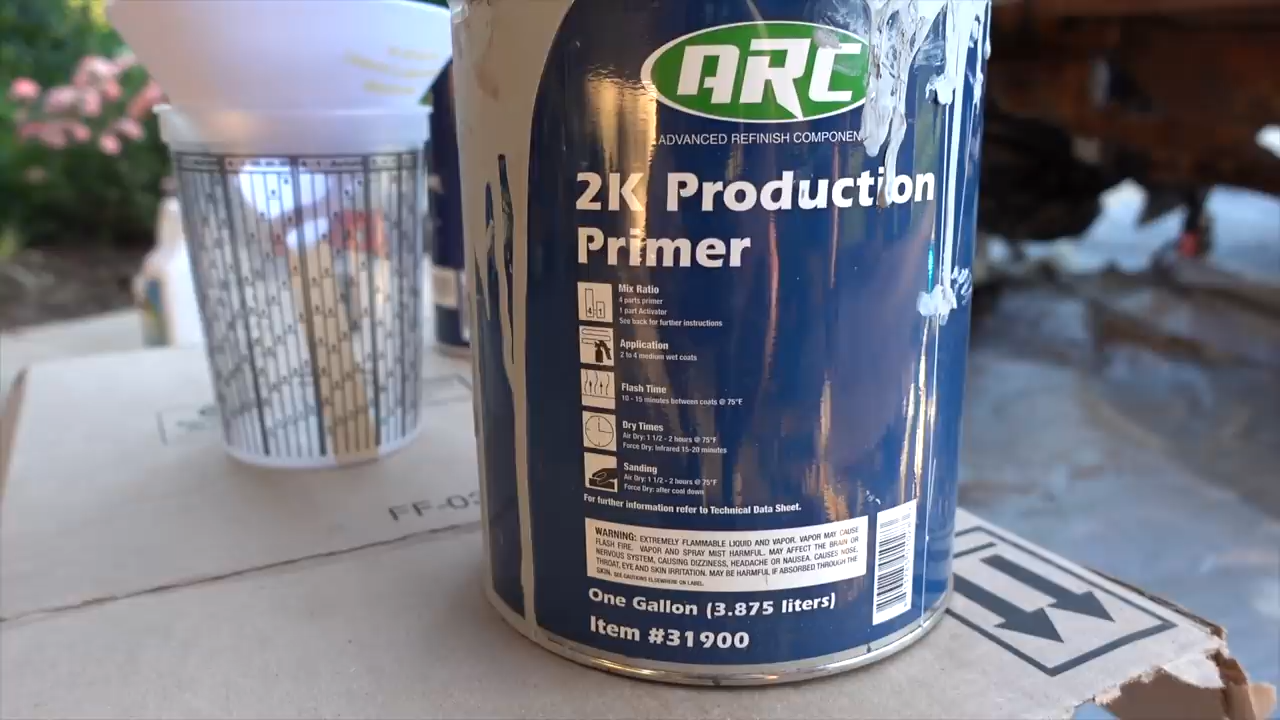 ARC
ADVANCED REFINISH COMPONEN
2K Production
Primer
Mix Ratio
4 parts primer
1 part Activator
See back for further instructions
4 1
Application
2 to 4 medium wet coats
Flash Time
10 - 15 minutes between coats @ 75°F
Dry Times
Air Dry: 1 1/2 - 2 hours @ 75°F
Force Dry: Infrared 15-20 minutes
Sanding
Air Dry: 1 1/2 - 2 hours @ 75°F
Force Dry: after cool down
For further information refer to Technical Data Sheet.
WARNING: EXTREMELY FLAMMABLE LIQUID AND VAPOR. VAPOR MAY CAUSE
FLASH FIRE. VAPOR AND SPRAY MIST HARMFUL. MAY AFFECT THE BRAIN OR
NERVOUS SYSTEM, CAUSING DIZZINESS, HEADACHE OR NAUSEA. CAUSES NOSE,
THROAT, EYE AND SKIN IRRITATION. MAY BE HARMFUL IF ABSORBED THROUGH THE
SKIN. SEE CAUTIONS ELSEWHERE ON LABEL.
One Gallon (3.875 liters)
Item #31900
FF-03